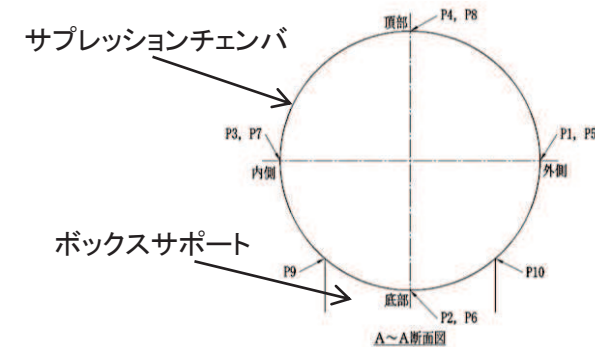 頂部
P4, P8
サプレッションチェンバ
P3, P7
内側
P1, P5
外側
ボックスサポート
P9
P10
底部
P2, P6
A~A断面図